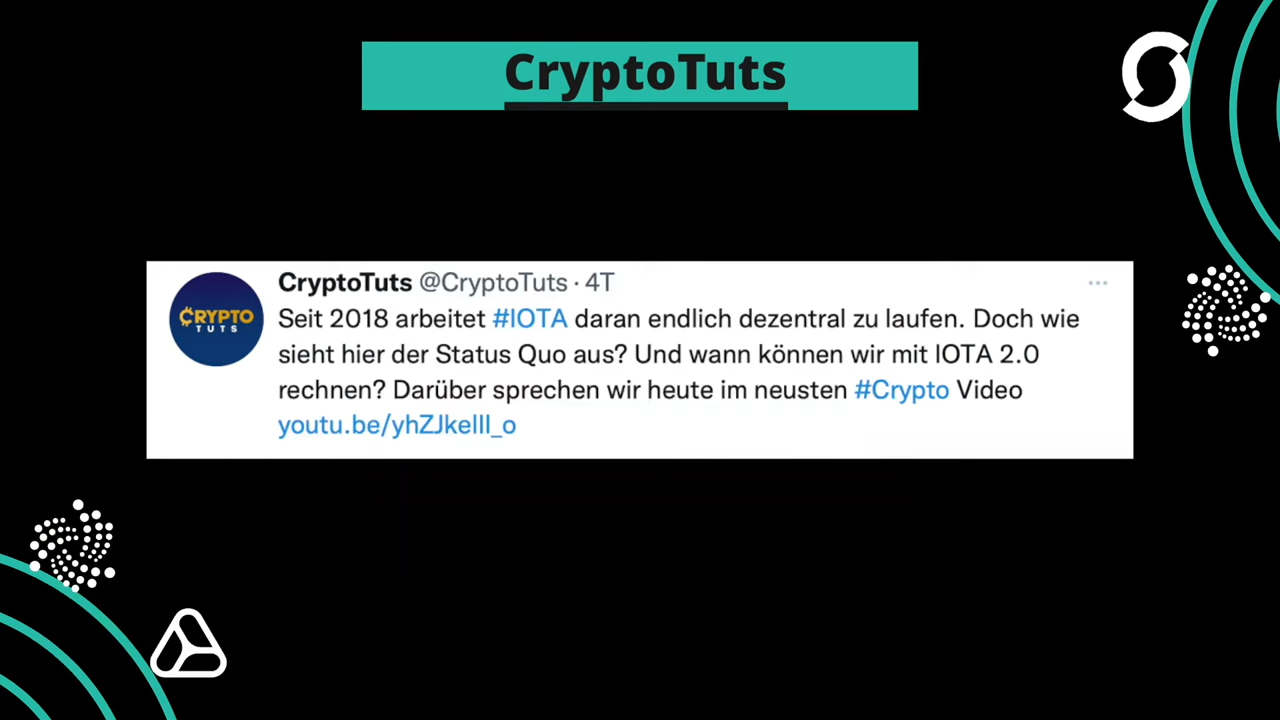 CryptoTuts
CryptoTuts @CryptoTuts · 4T
CRYPTO
TUTS
Seit 2018 arbeitet #IOTA daran endlich dezentral zu laufen. Doch wie
sieht hier der Status Quo aus? Und wann können wir mit IOTA 2.0
rechnen? Darüber sprechen wir heute im neusten #Crypto Video
youtu.be/yhZJkelll_o